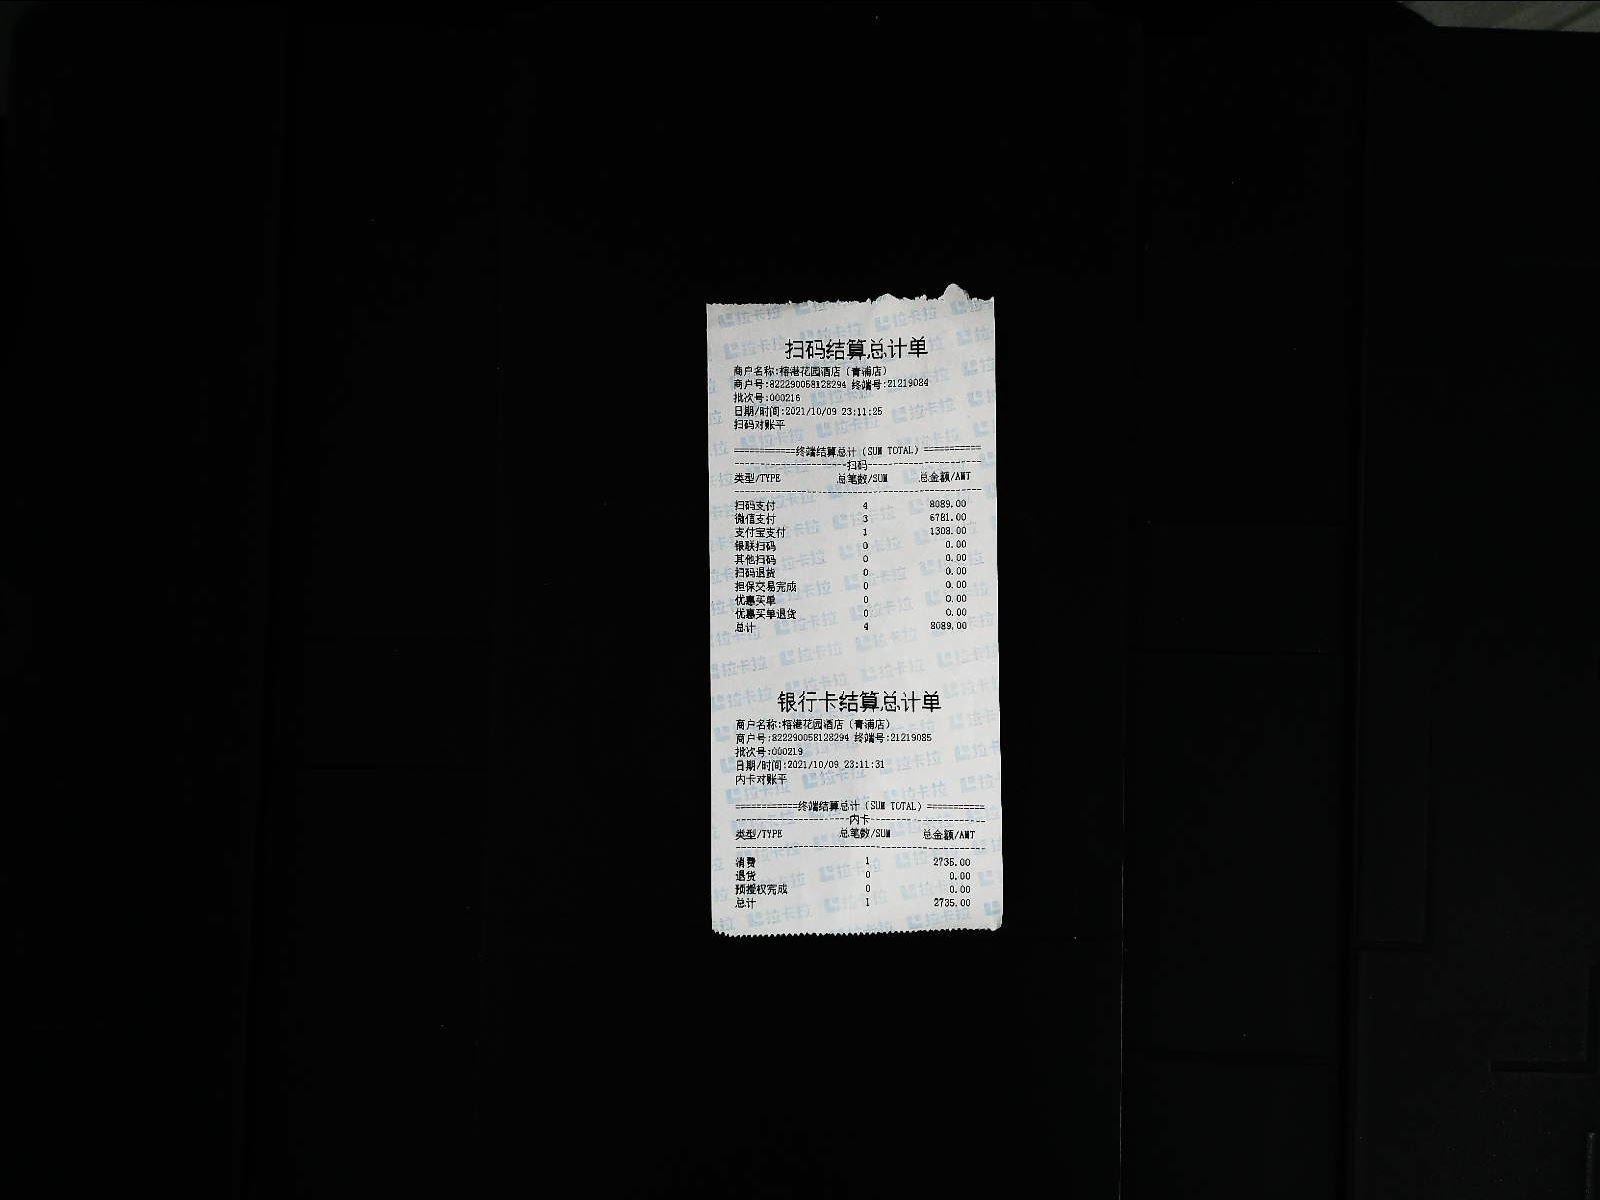 扫码结算总计单
商户名称:榕港花园酒店（青浦店）
商户号:822290058128294 终端号:21219084
批次号:000216
日期/时间:2021/10/09 23:11:25
扫码对账平
============终端结算总计（SUM TOTAL）===========
----------------------扫码----------------------
类型/TYPE 总笔数/SUM 总金额/AMT
扫码支付 4 8089.00
微信支付 3 6781.00
支付宝支付 1 1308.00
银联扫码 0 0.00
其他扫码 0 0.00
扫码退货 0 0.00
担保交易完成 0 0.00
优惠买单 0 0.00
优惠买单退货 0 0.00
总计 4 8089.00
银行卡结算总计单
商户名称:榕港花园酒店（青浦店）
商户号:822290058128294 终端号:21219085
批次号:000219
日期/时间:2021/10/09 23:11:31
内卡对账平
============终端结算总计（SUM TOTAL）===========
----------------------内卡----------------------
类型/TYPE 总笔数/SUM 总金额/AMT
消费 1 2735.00
退货 0 0.00
预授权完成 0 0.00
总计 1 2735.00
拉卡拉